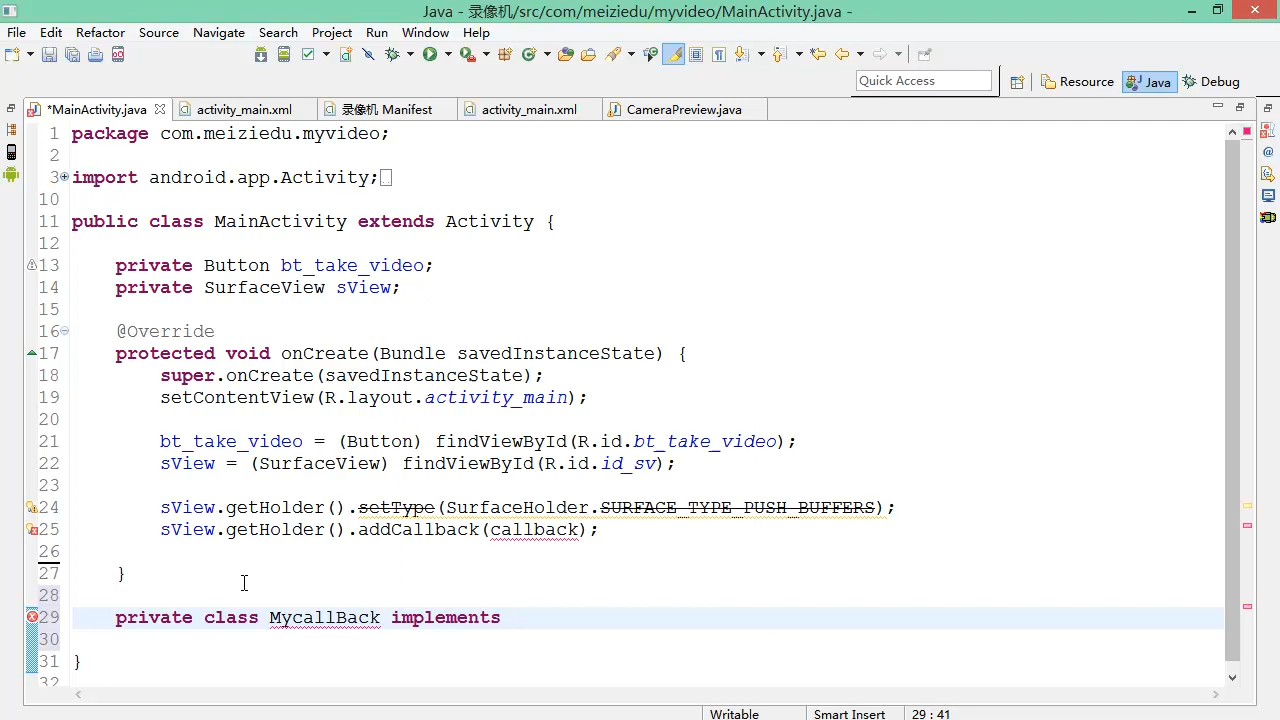 Java - 录像机/src/com/meiziedu/myvideo/MainActivity.java -
File Edit Refactor Source Navigate Search Project Run Window Help
Quick Access
Resource Java Debug
*MainActivity.java activity_main.xml 录像机 Manifest activity_main.xml CameraPreview.java
1 package com.meiziedu.myvideo;
2
3 import android.app.Activity;
10
11 public class MainActivity extends Activity {
12
13 private Button bt_take_video;
14 private SurfaceView sView;
15
16 @Override
17 protected void onCreate(Bundle savedInstanceState) {
18 super.onCreate(savedInstanceState);
19 setContentView(R.layout.activity_main);
20
21 bt_take_video = (Button) findViewById(R.id.bt_take_video);
22 sView = (SurfaceView) findViewById(R.id.id_sv);
23
24 sView.getHolder().setType(SurfaceHolder.SURFACE_TYPE_PUSH_BUFFERS);
25 sView.getHolder().addCallback(callback);
26
27 }
28
29 private class MycallBack implements
30
31 }
32
Writable Smart Insert 29 : 41